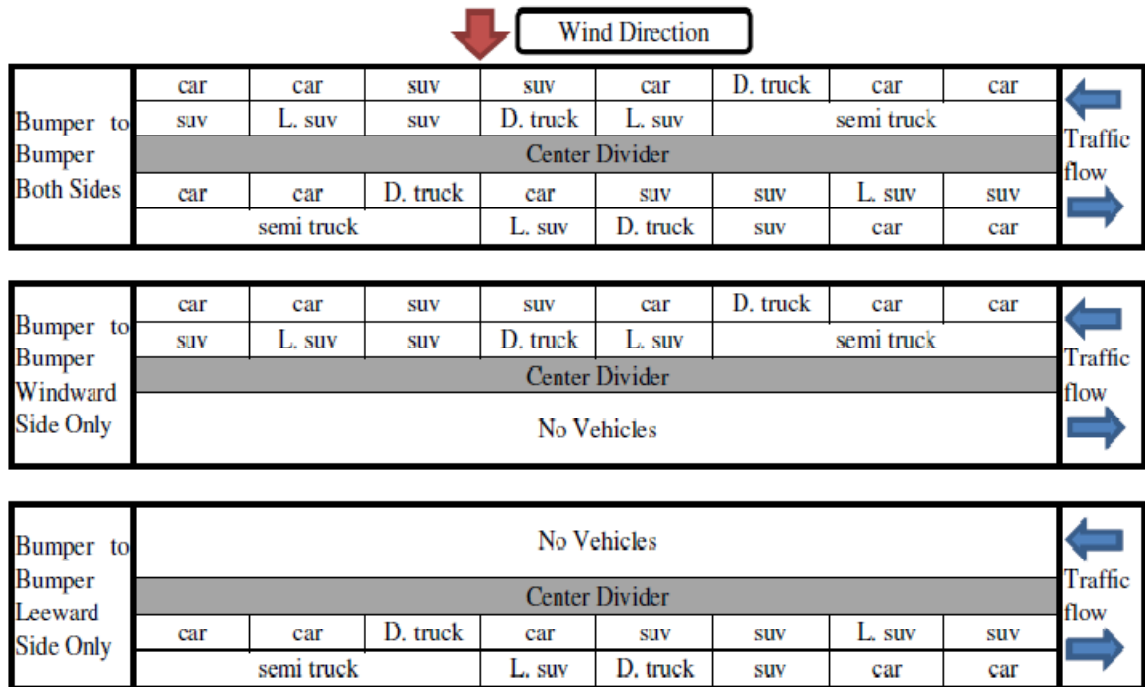 Wind Direction
Bumper to
Bumper
Both Sides
car car suv suv car D. truck car car
suv L. suv suv D. truck L. suv semi truck
Center Divider
car car D. truck car suv suv L. suv suv
semi truck L. suv D. truck suv car car
Traffic
flow
Bumper to
Bumper
Windward
Side Only
car car suv suv car D. truck car car
suv L. suv suv D. truck L. suv semi truck
Center Divider
No Vehicles
Traffic
flow
Bumper to
Bumper
Leeward
Side Only
No Vehicles
Center Divider
car car D. truck car suv suv L. suv suv
semi truck L. suv D. truck suv car car
Traffic
flow